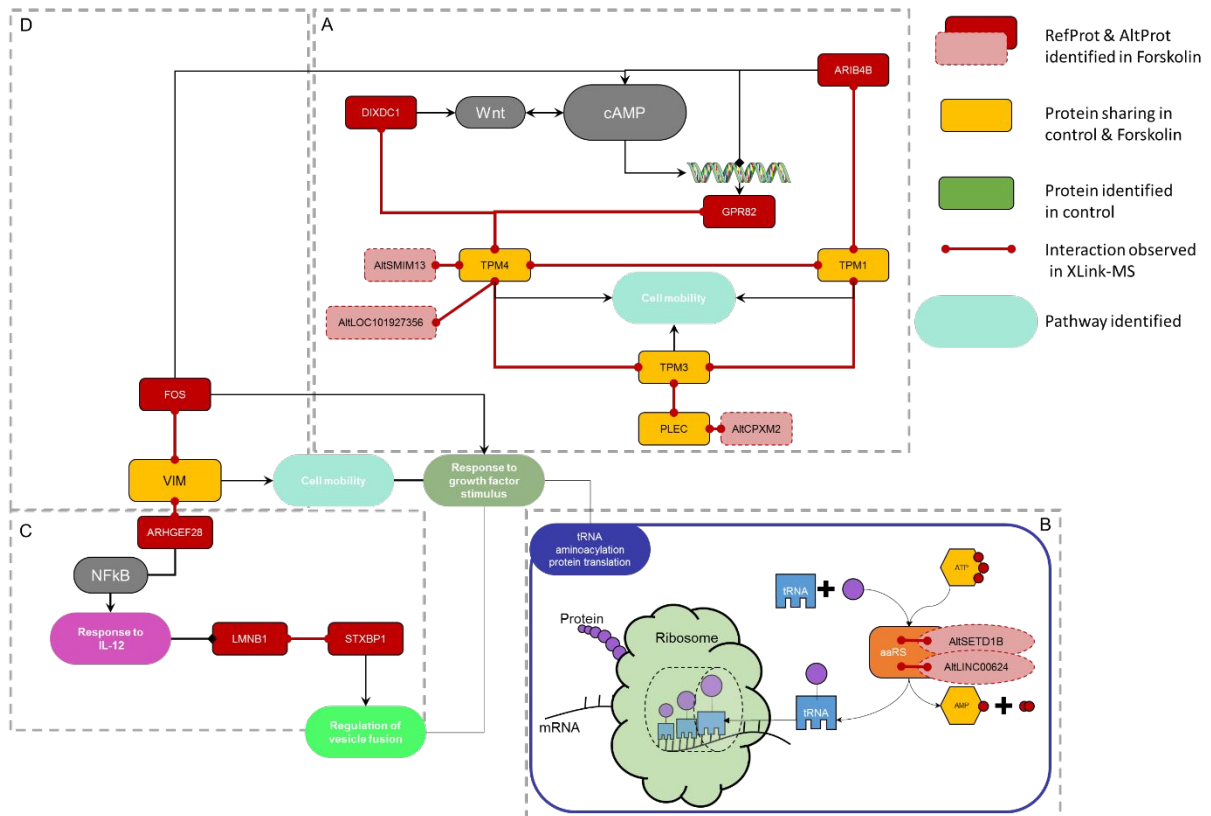 D
A
ARIB4B
DIXDC1
Wnt
cAMP
GPR82
AltSMIM13
TPM4
TPM1
Cell mobility
AltLOC101927356
TPM3
PLEC
AltCPXM2
FOS
VIM
Cell mobility
Response to
growth factor
stimulus
C
ARHGEF28
NFkB
Response to
IL-12
LMNB1
STXBP1
Regulation of
vesicle fusion
B
tRNA
aminoacylation
protein translation
ATP
tRNA
Protein
Ribosome
aaRS
AltSETD1B
AltLINC00624
tRNA
AMP
mRNA
RefProt & AltProt
identified in Forskolin
Protein sharing in
control & Forskolin
Protein identified
in control
Interaction observed
in XLink-MS
Pathway identified